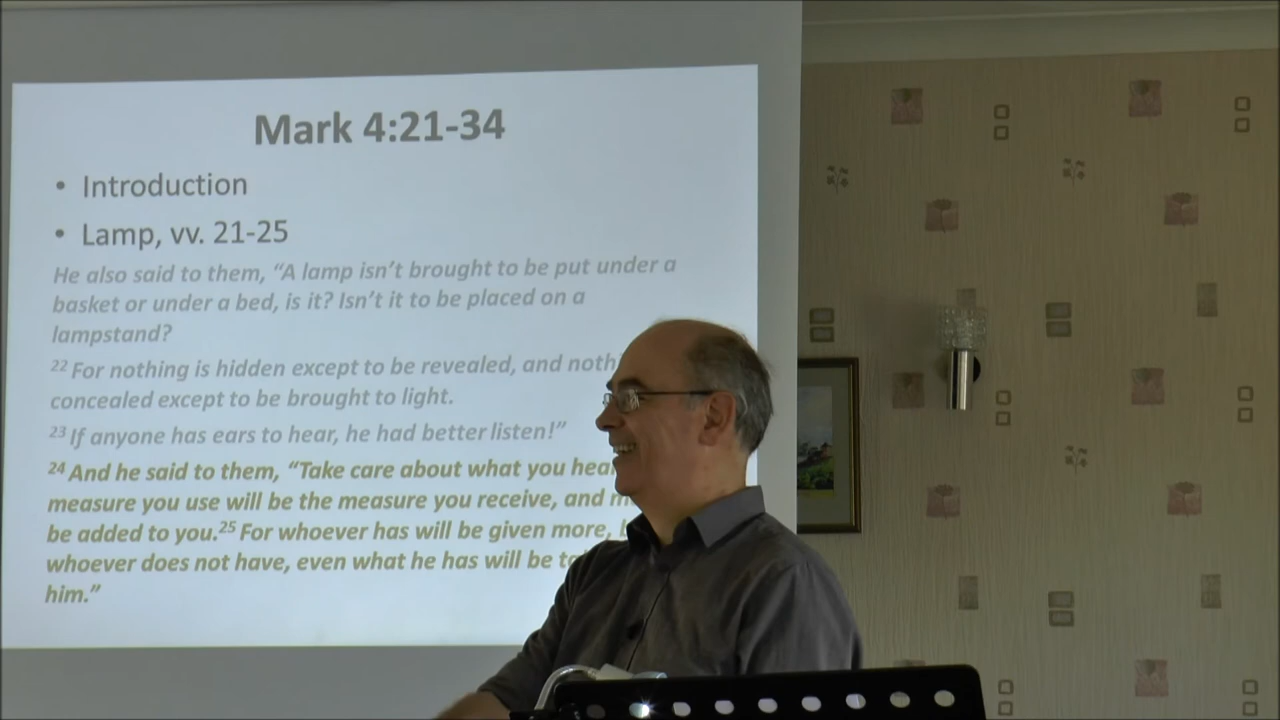 Mark 4:21-34
• Introduction
• Lamp, vv. 21-25
He also said to them, “A lamp isn’t brought to be put under a
basket or under a bed, is it? Isn’t it to be placed on a
lampstand?
22 For nothing is hidden except to be revealed, and
concealed except to be brought to light.
23 If anyone has ears to hear, he had better listen!”
24 And he said to them, “Take care about what you
measure you use will be the measure you receive, and
be added to you.25 For whoever has will be given more,
whoever does not have, even what he has will be
him.”